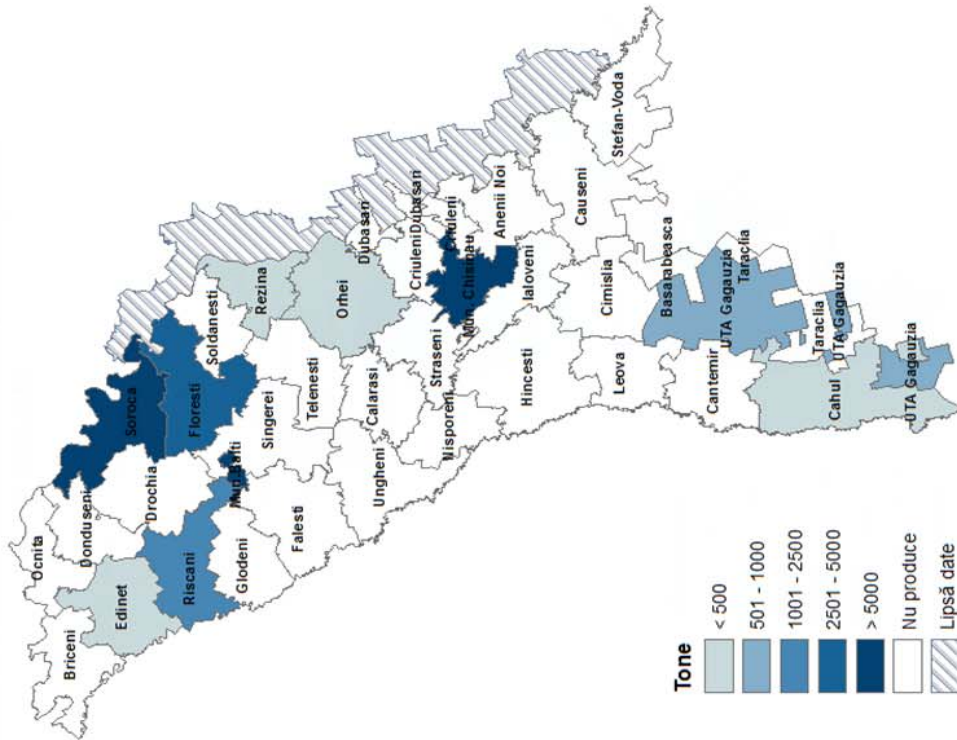 Briceni
Ocnita
Edinet
Donduseni
Soroca
Drochia
Riscani
Floresti
Mun.Balti
Glodeni
Soldanesti
Rezina
Singerei
Falesti
Telenesti
Orhei
Dubasari
Ungheni
Calarasi
Criuleni
Dubasari
Straseni
Criuleni
Mun. Chisinau
Nisporeni
Anenii Noi
Ialoveni
Hincesti
Causeni
Stefan-Voda
Cimislia
Leova
Basarabeasca
Cantemir
UTA Gagauzia
Taraclia
Taraclia
UTA Gagauzia
Cahul
UTA Gagauzia
Tone
< 500
501 - 1000
1001 - 2500
2501 - 5000
> 5000
Nu produce
Lipsă date